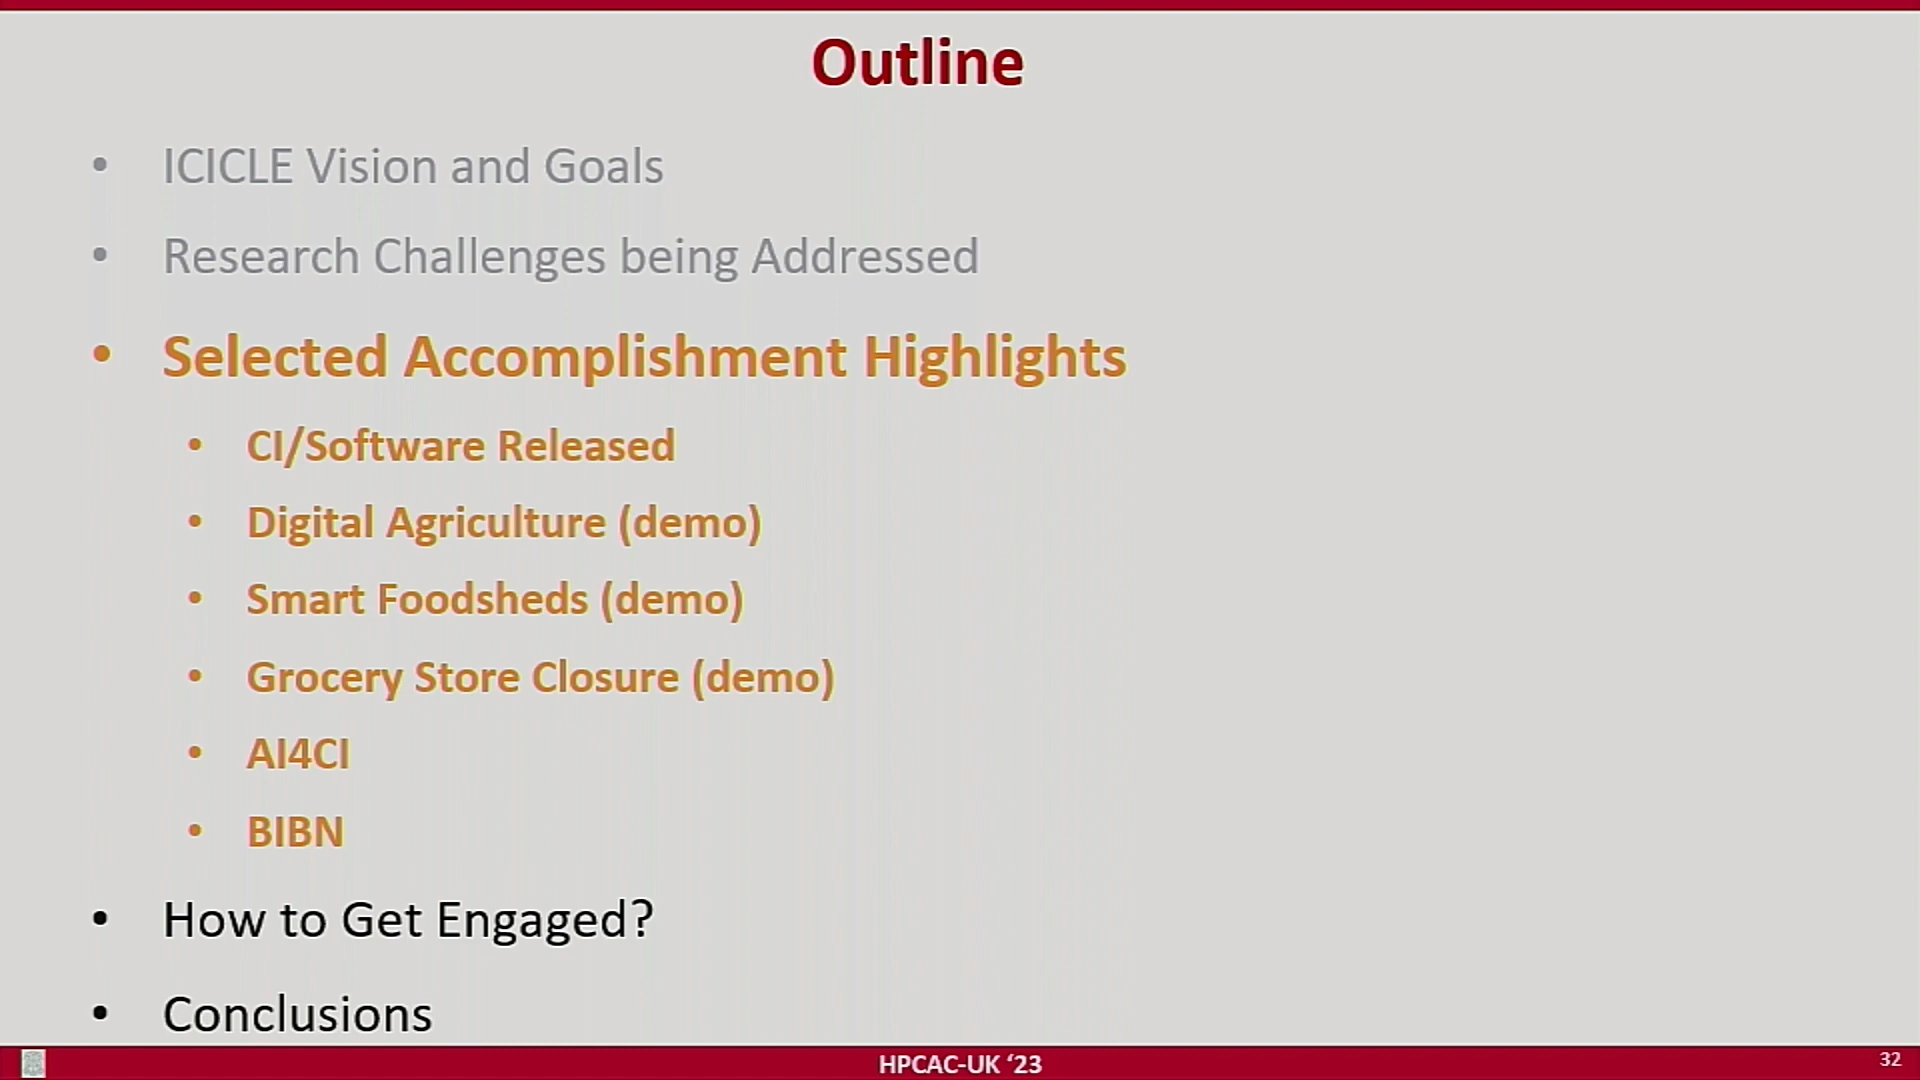 Outline
• ICICLE Vision and Goals
• Research Challenges being Addressed
• Selected Accomplishment Highlights
• CI/Software Released
• Digital Agriculture (demo)
• Smart Foodsheds (demo)
• Grocery Store Closure (demo)
• AI4CI
• BIBN
• How to Get Engaged?
• Conclusions
HPCAC-UK ‘23
32